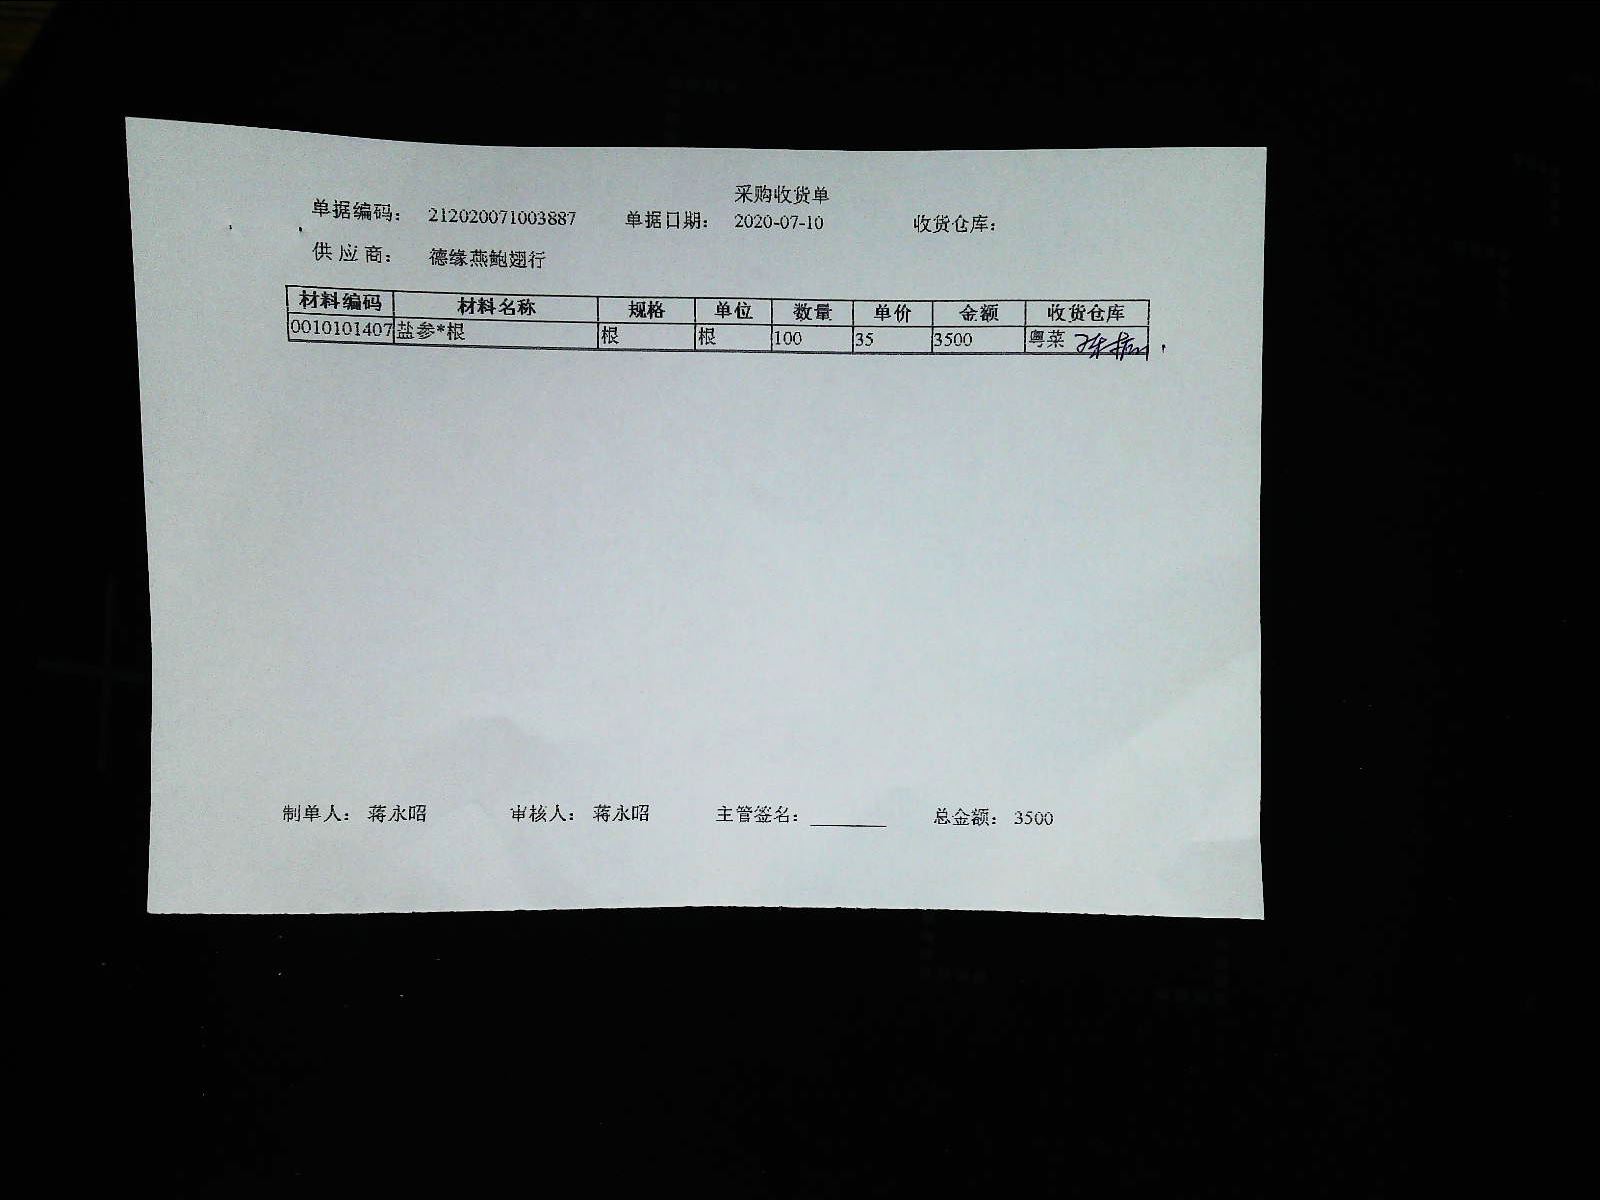 采购收货单
单据编码： 212020071003887 单据日期： 2020-07-10 收货仓库：
供应商： 德缘燕鲍翅行
材料编码 材料名称 规格 单位 数量 单价 金额 收货仓库
0010101407 盐参*根 根 根 100 35 3500 粤菜
制单人： 蒋永昭 审核人： 蒋永昭 主管签名：________ 总金额： 3500